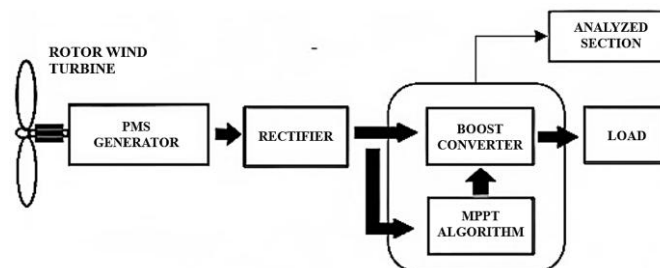 ANALYZED
SECTION
ROTOR WIND
TURBINE
PMS
GENERATOR
RECTIFIER
BOOST
CONVERTER
LOAD
MPPT
ALGORITHM